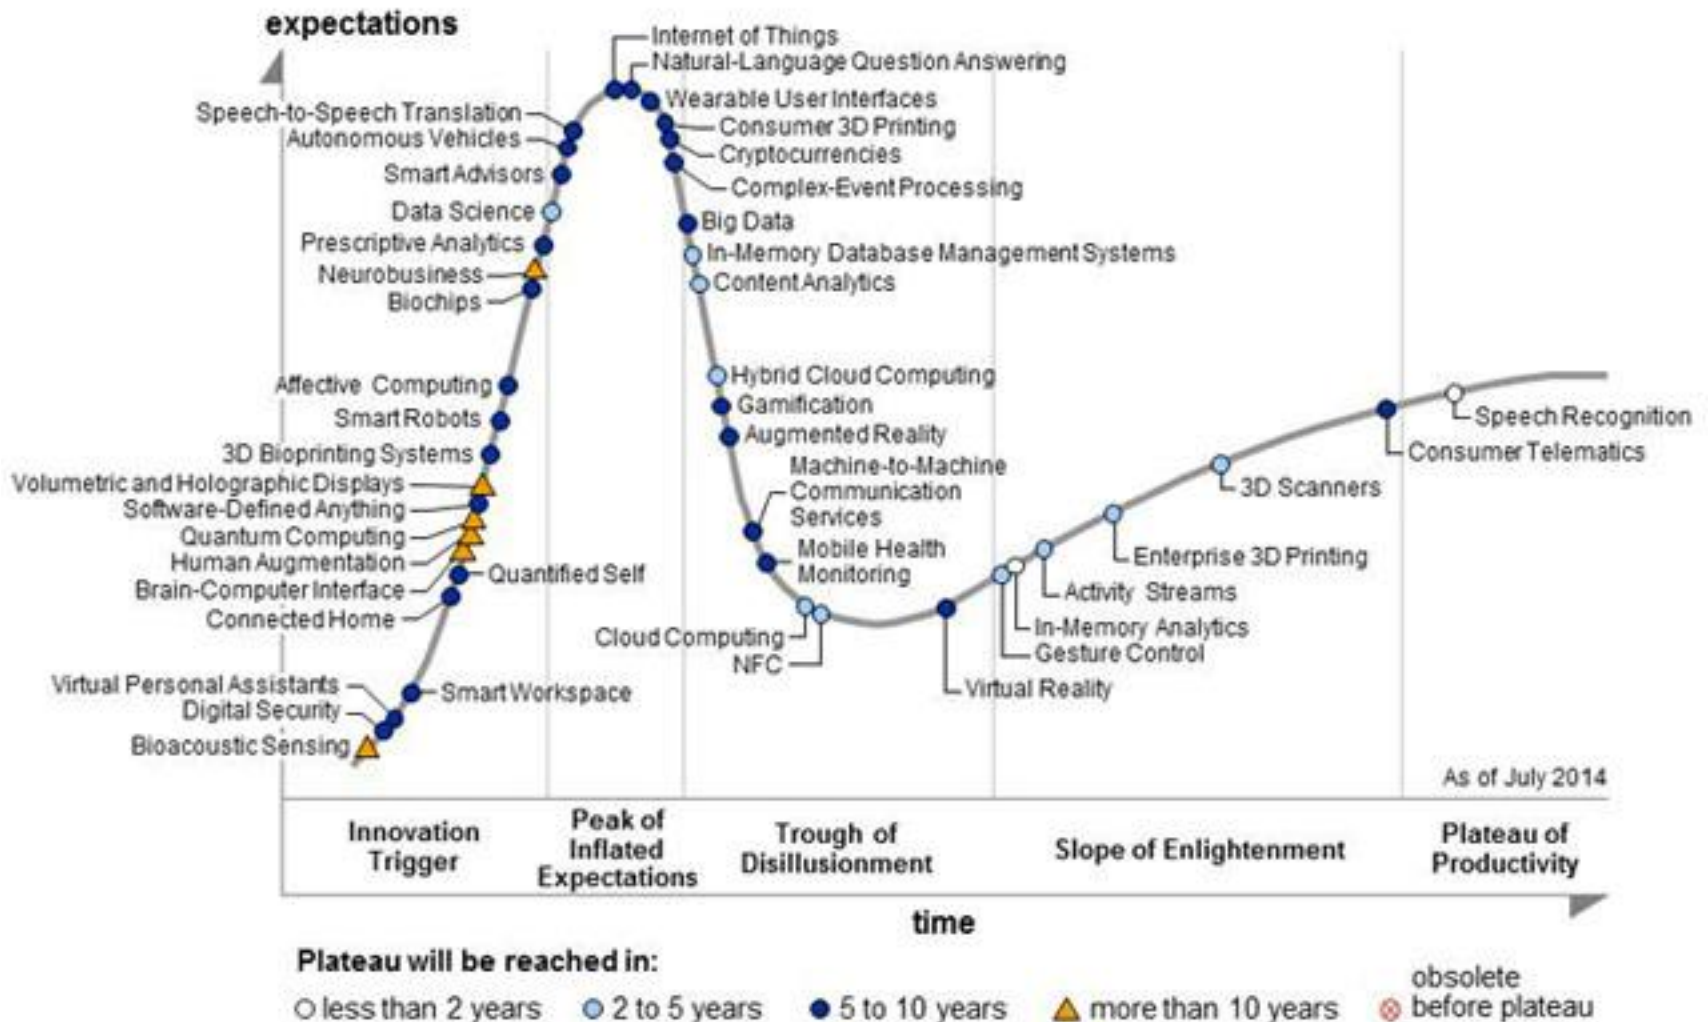 expectations
Internet of Things
Natural-Language Question Answering
Wearable User Interfaces
Speech-to-Speech Translation
Consumer 3D Printing
Autonomous Vehicles
Cryptocurrencies
Smart Advisors
Complex-Event Processing
Data Science
Big Data
Prescriptive Analytics
In-Memory Database Management Systems
Neurobusiness
Content Analytics
Biochips
Affective Computing
Hybrid Cloud Computing
Smart Robots
Gamification
3D Bioprinting Systems
Augmented Reality
Volumetric and Holographic Displays
Machine-to-Machine
Communication
Services
Software-Defined Anything
Quantum Computing
Human Augmentation
Mobile Health
Monitoring
Brain-Computer Interface
Quantified Self
Connected Home
Cloud Computing
NFC
Virtual Personal Assistants
Smart Workspace
Digital Security
Bioacoustic Sensing
Speech Recognition
Consumer Telematics
3D Scanners
Enterprise 3D Printing
Activity Streams
In-Memory Analytics
Gesture Control
Virtual Reality
As of July 2014
Innovation
Trigger
Peak of
Inflated
Expectations
Trough of
Disillusionment
Slope of Enlightenment
Plateau of
Productivity
time
Plateau will be reached in:
less than 2 years
2 to 5 years
5 to 10 years
more than 10 years
obsolete
before plateau